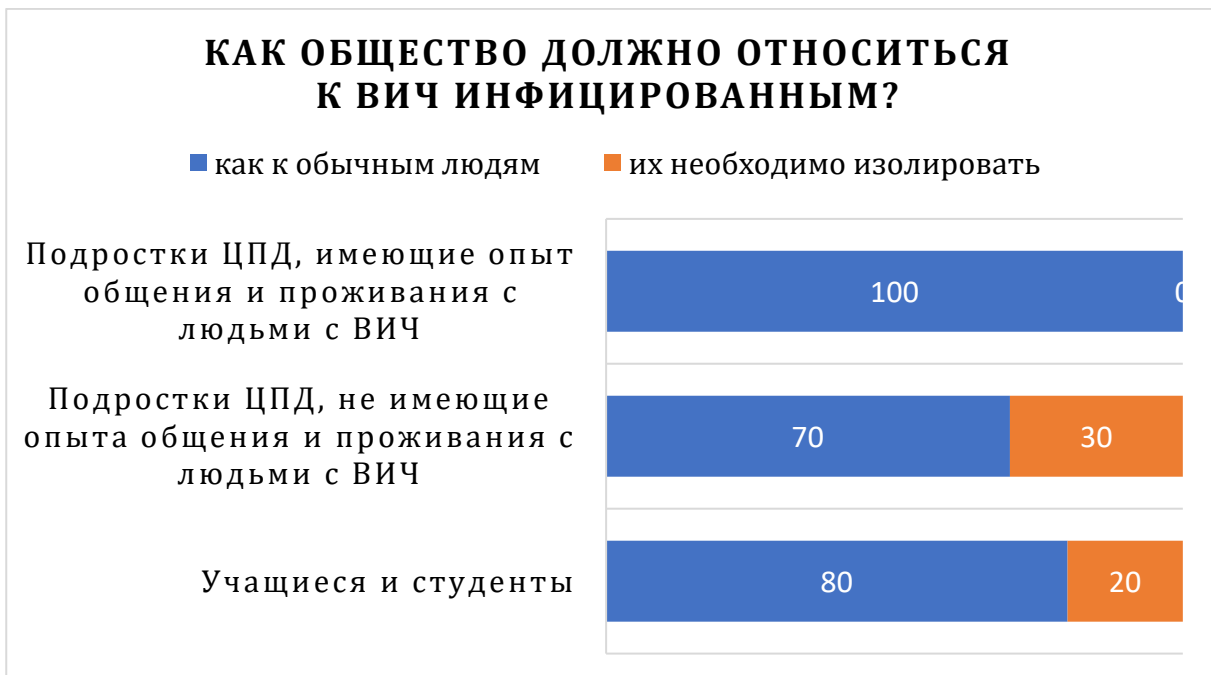 КАК ОБЩЕСТВО ДОЛЖНО ОТНОСИТЬСЯ
К ВИЧ ИНФИЦИРОВАННЫМ?
как к обычным людям их необходимо изолировать
Подростки ЦПД, имеющие опыт
общения и проживания с
людьми с ВИЧ
100 0
Подростки ЦПД, не имеющие
опыта общения и проживания с
людьми с ВИЧ
70 30
Учащиеся и студенты
80 20